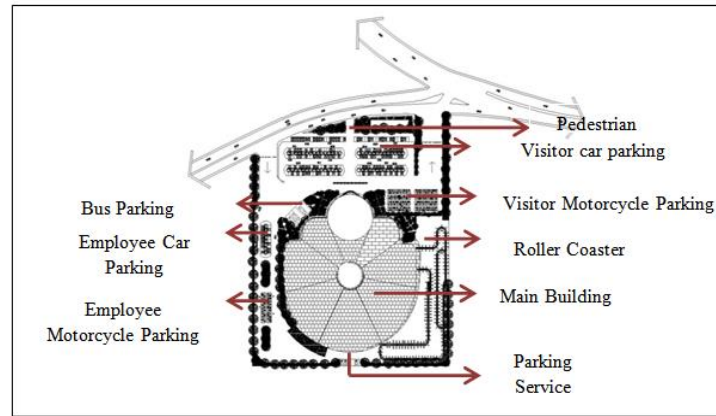 Pedestrian
Visitor car parking
Bus Parking
Visitor Motorcycle Parking
Employee Car
Parking
Roller Coaster
Employee
Motorcycle Parking
Main Building
Parking
Service